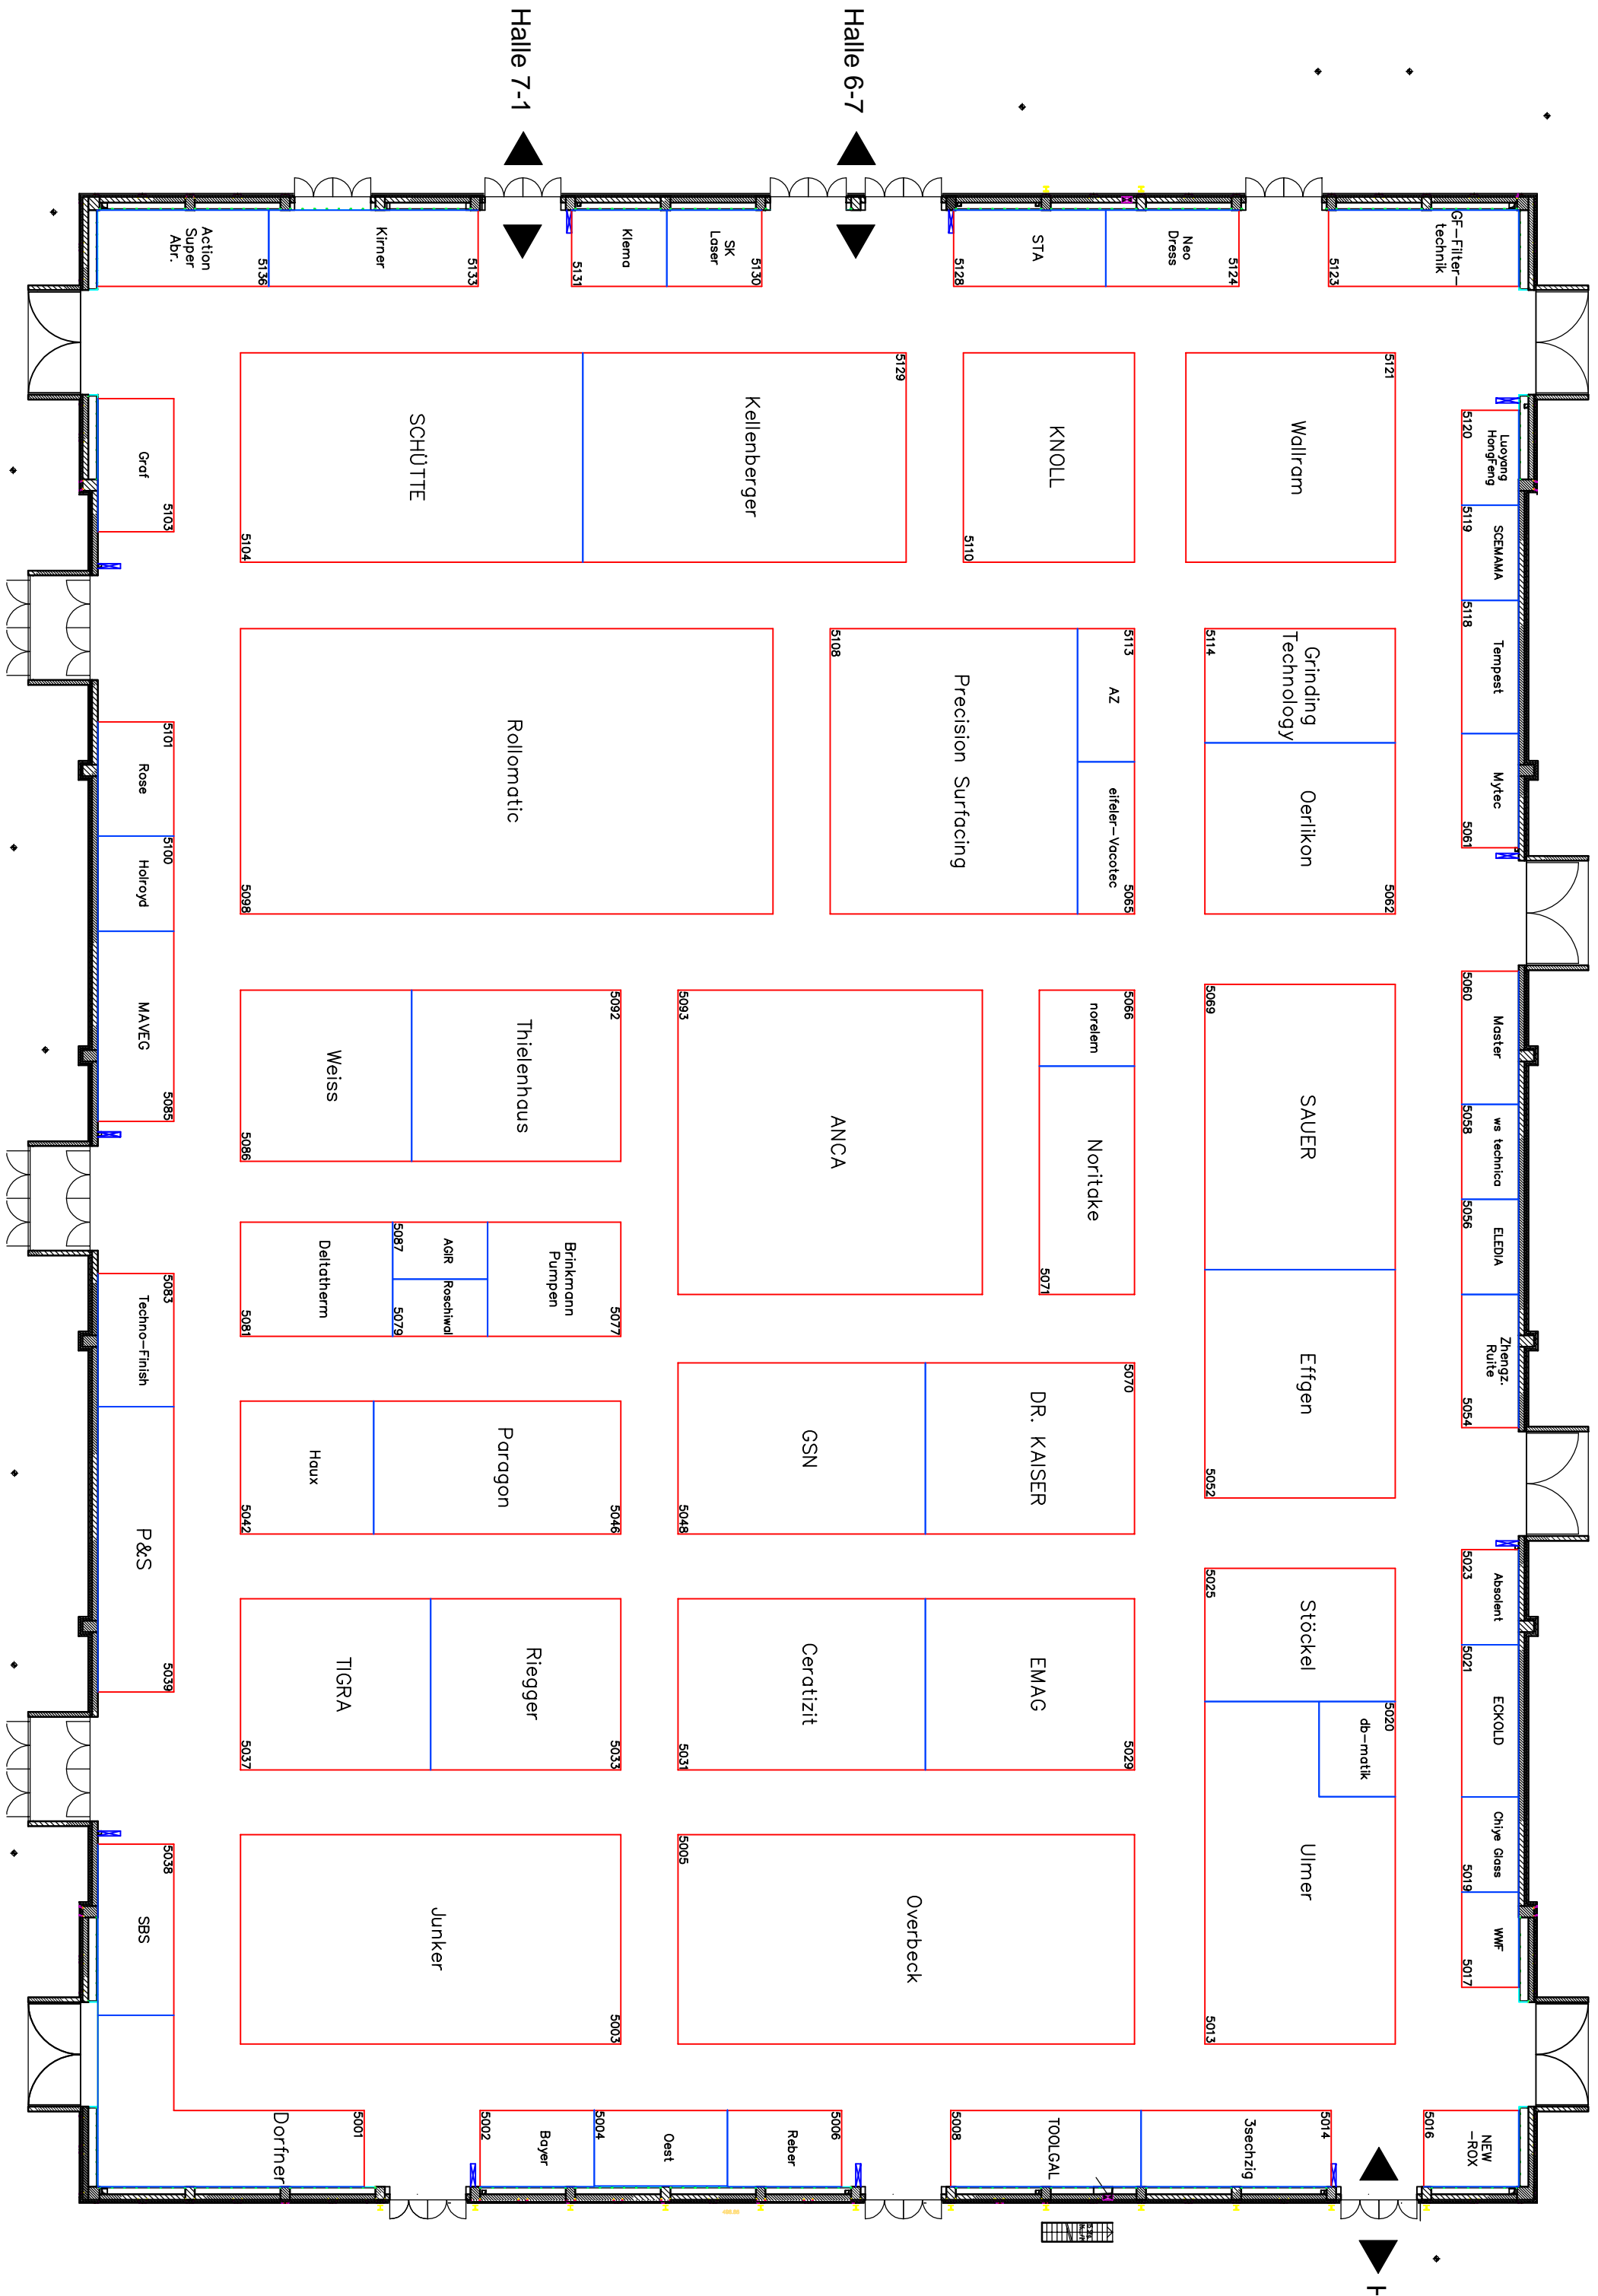 Halle 7-1
Halle 6-7
Action
Super
Abr.
5136
Kirner
5133
Klema
5131
SK
Laser
5130
STA
5128
Neo
Dress
5124
GF-Filter-
technik
5123
Graf
5103
SCHÜTTE
5104
Kellenberger
5129
KNOLL
5110
Wallram
5121
Luoyang
HongFeng
5120
SCEMAMA
5119
Tempest
5118
Mytec
5061
Rose
5101
Holroyd
5100
MAVEG
5085
Rollomatic
5098
Precision Surfacing
5108
AZ
5113
eifeler-Vacotec
5065
Grinding
Technology
5114
Oerlikon
5062
Weiss
5086
Thielenhaus
5092
ANCA
5093
norelem
5066
Noritake
5071
SAUER
5069
Effgen
5052
Master
5060
ws technica
5058
ELEDIA
5056
Zhengz.
Ruite
5054
Deltatherm
5081
AGIR
5087
Roschiwal
5079
Brinkmann
Pumpen
5077
Techno-Finish
5083
P&S
5039
Haux
5042
Paragon
5046
GSN
5048
DR. KAISER
5070
TIGRA
5037
Riegger
5033
Ceratizit
5031
EMAG
5029
Stöckel
5025
db-matik
5020
Ulmer
5013
Absolent
5023
ECKOLD
5021
Chiye Glass
5019
WWF
5017
SBS
5038
Junker
5003
Overbeck
5005
Dorfner
5001
Bayer
5002
Oest
5004
Reber
5006
TOOLGAL
5008
3sechzig
5014
NEW
-ROX
5016
H